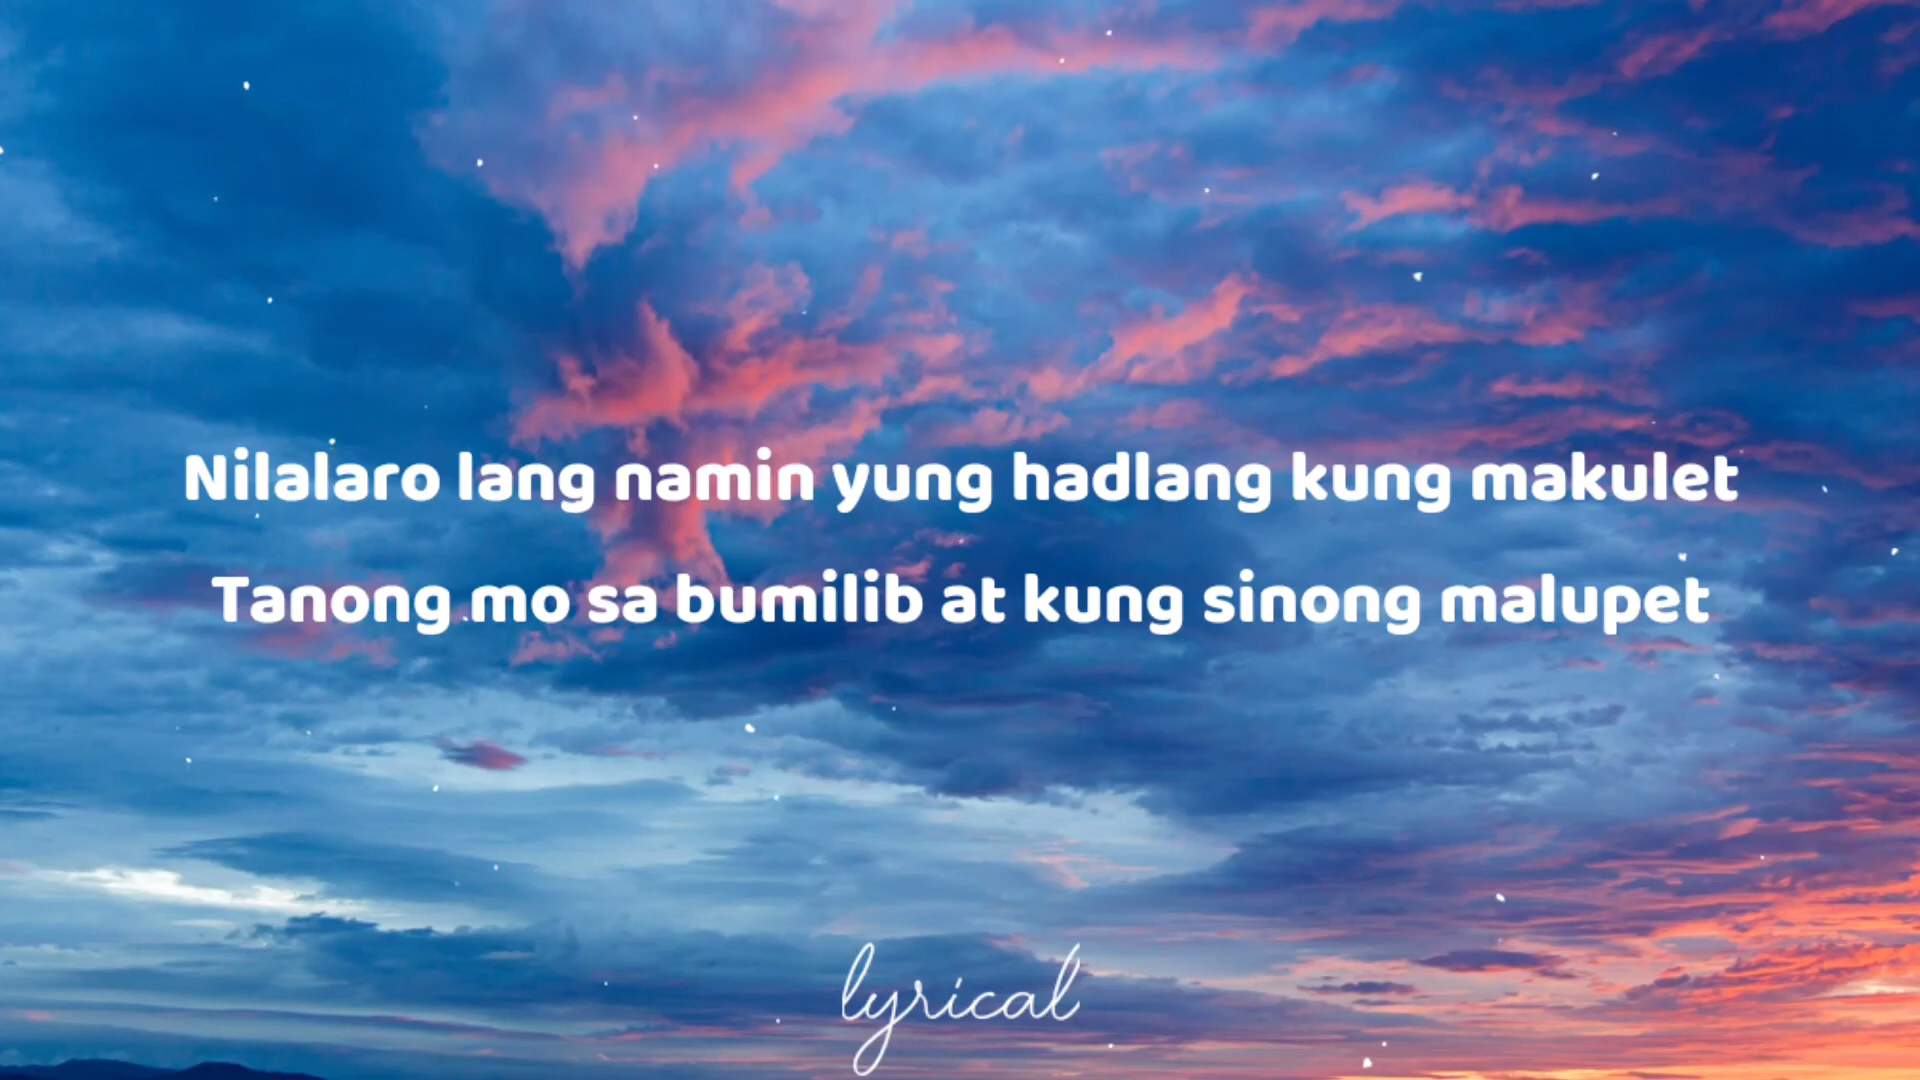 Nilalaro lang namin yung hadlang kung makulet
Tanong mo sa bumilib at kung sinong malupet
lyrical